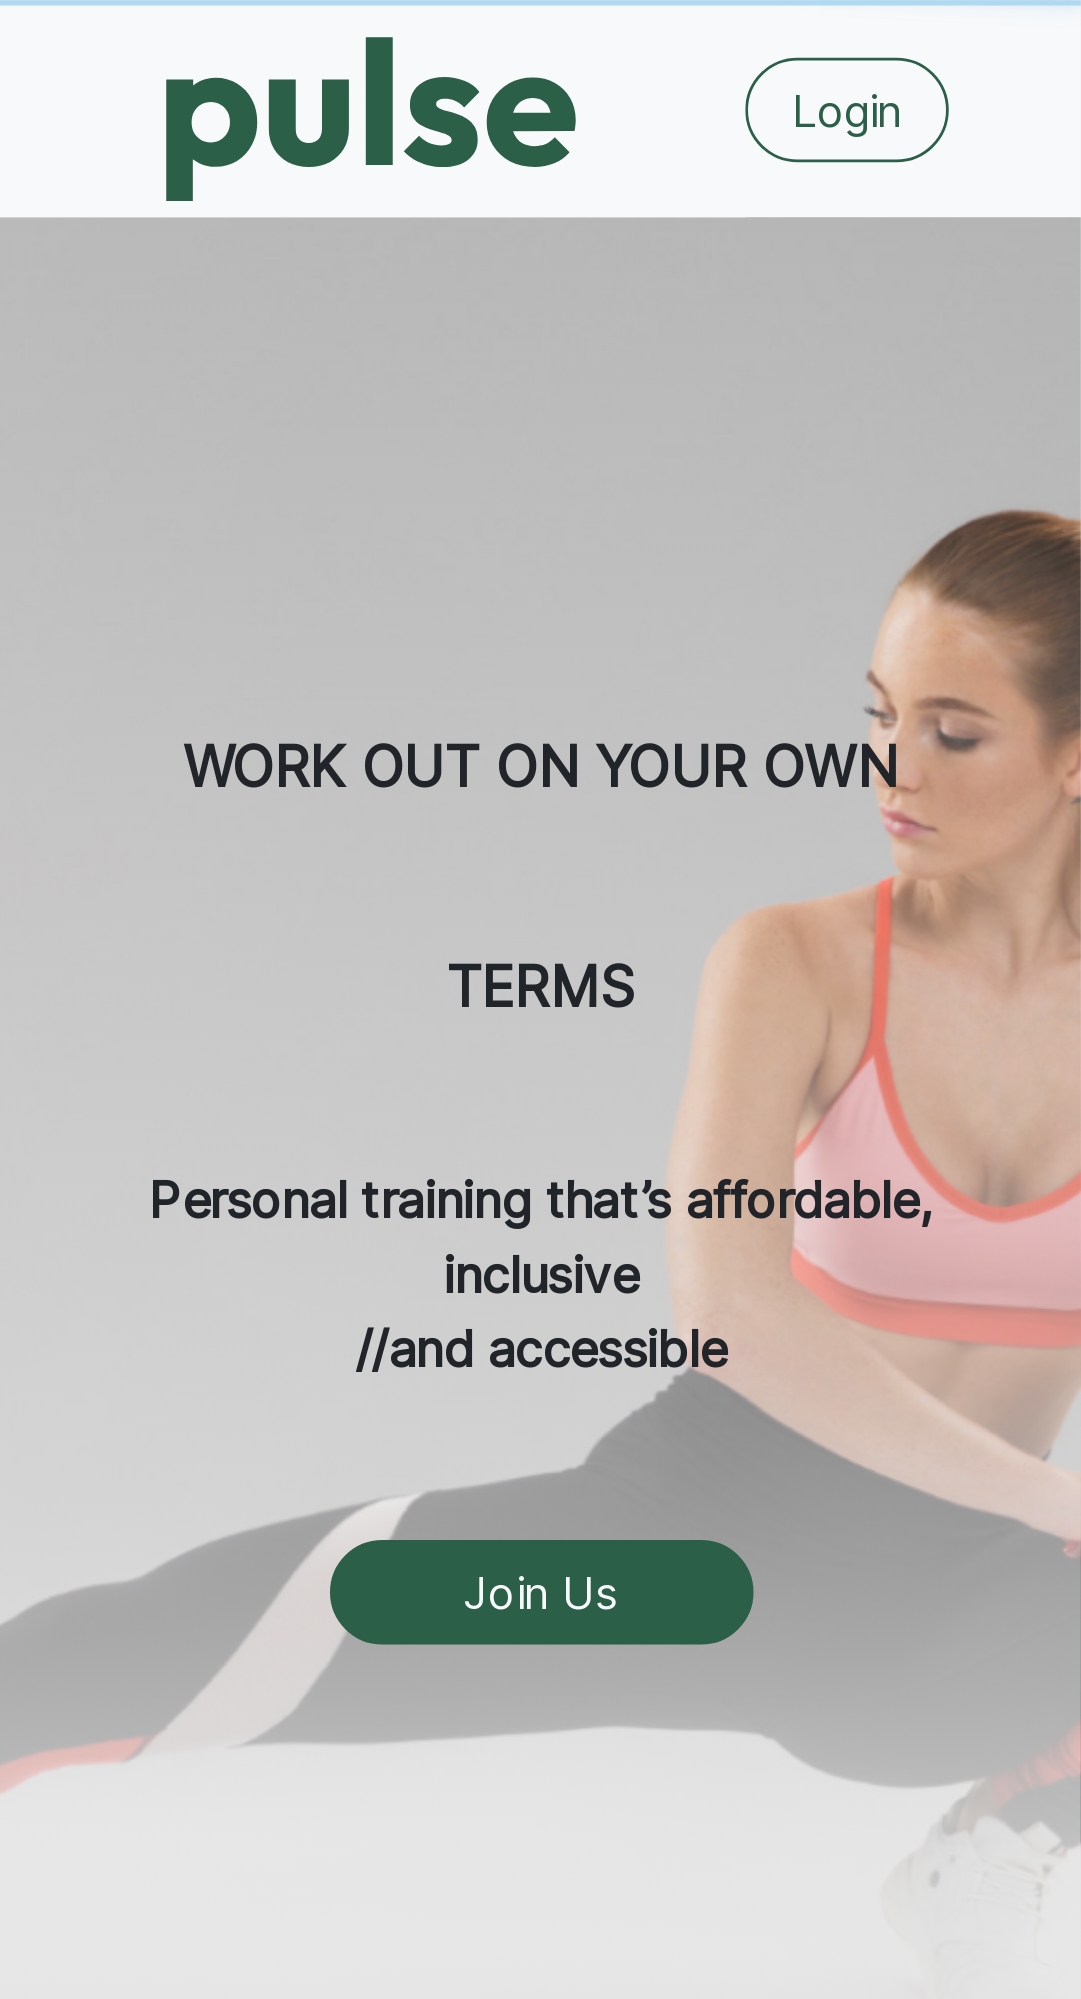 pulse
Login
WORK OUT ON YOUR OWN
TERMS
Personal training that’s affordable,
inclusive
//and accessible
Join Us